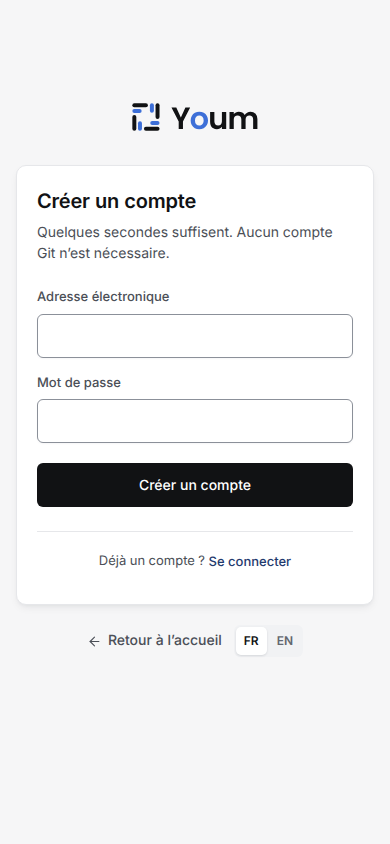 Youm
Créer un compte
Quelques secondes suffisent. Aucun compte
Git n’est nécessaire.
Adresse électronique
Mot de passe
Créer un compte
Déjà un compte ? Se connecter
← Retour à l’accueil FR EN